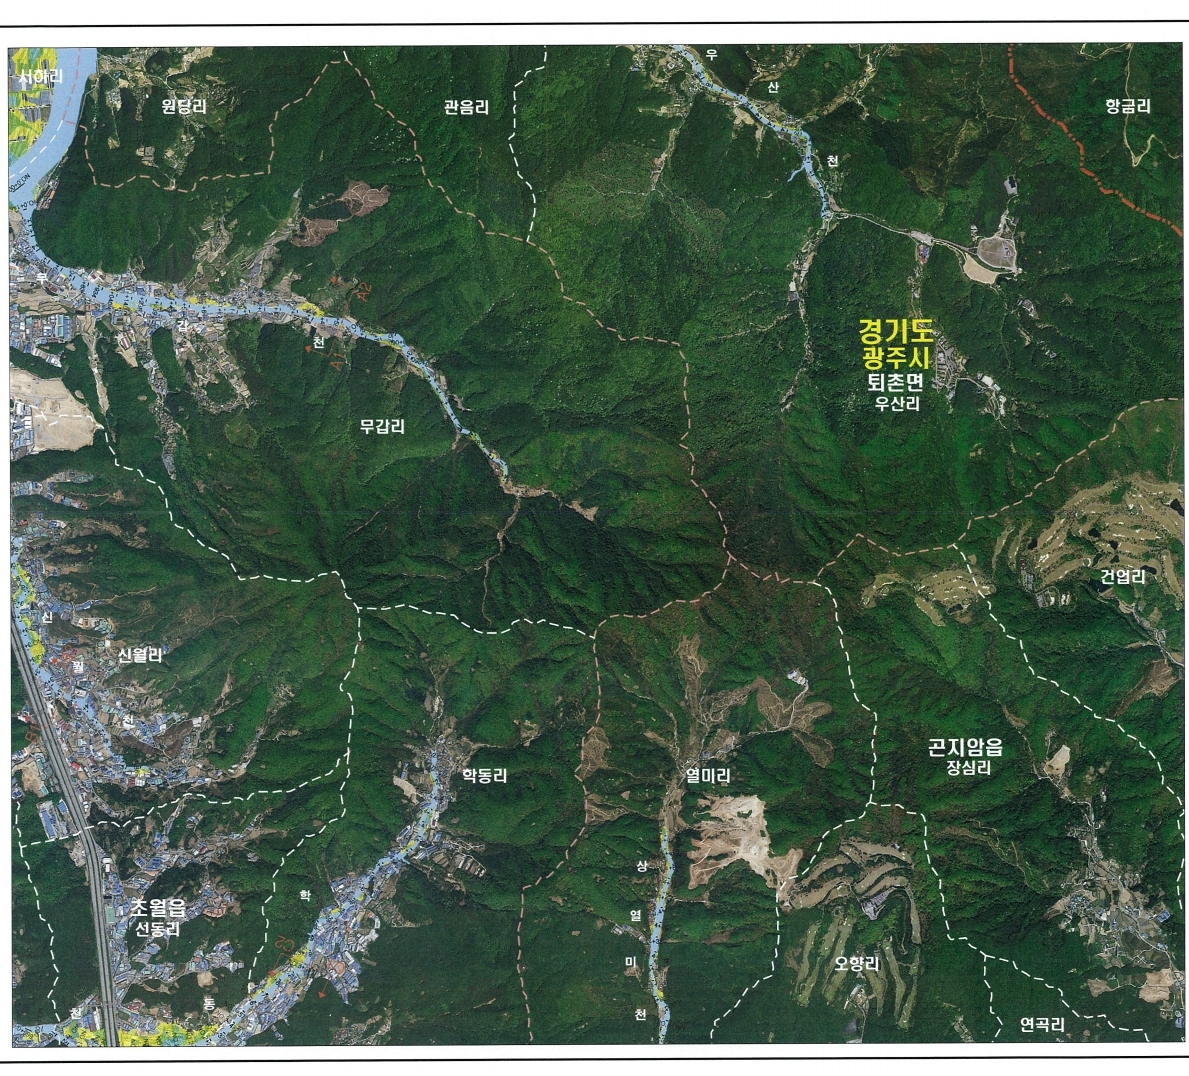 서하리
원당리
관음리
우
산
천
항금리
무
감
천
A2
A1
경기도
광주시
퇴촌면
우산리
무갑리
건업리
신
월
천
신월리
곤지암읍
장심리
학동리
열미리
상
열
미
천
학
동
천
초월읍
선동리
오향리
연곡리